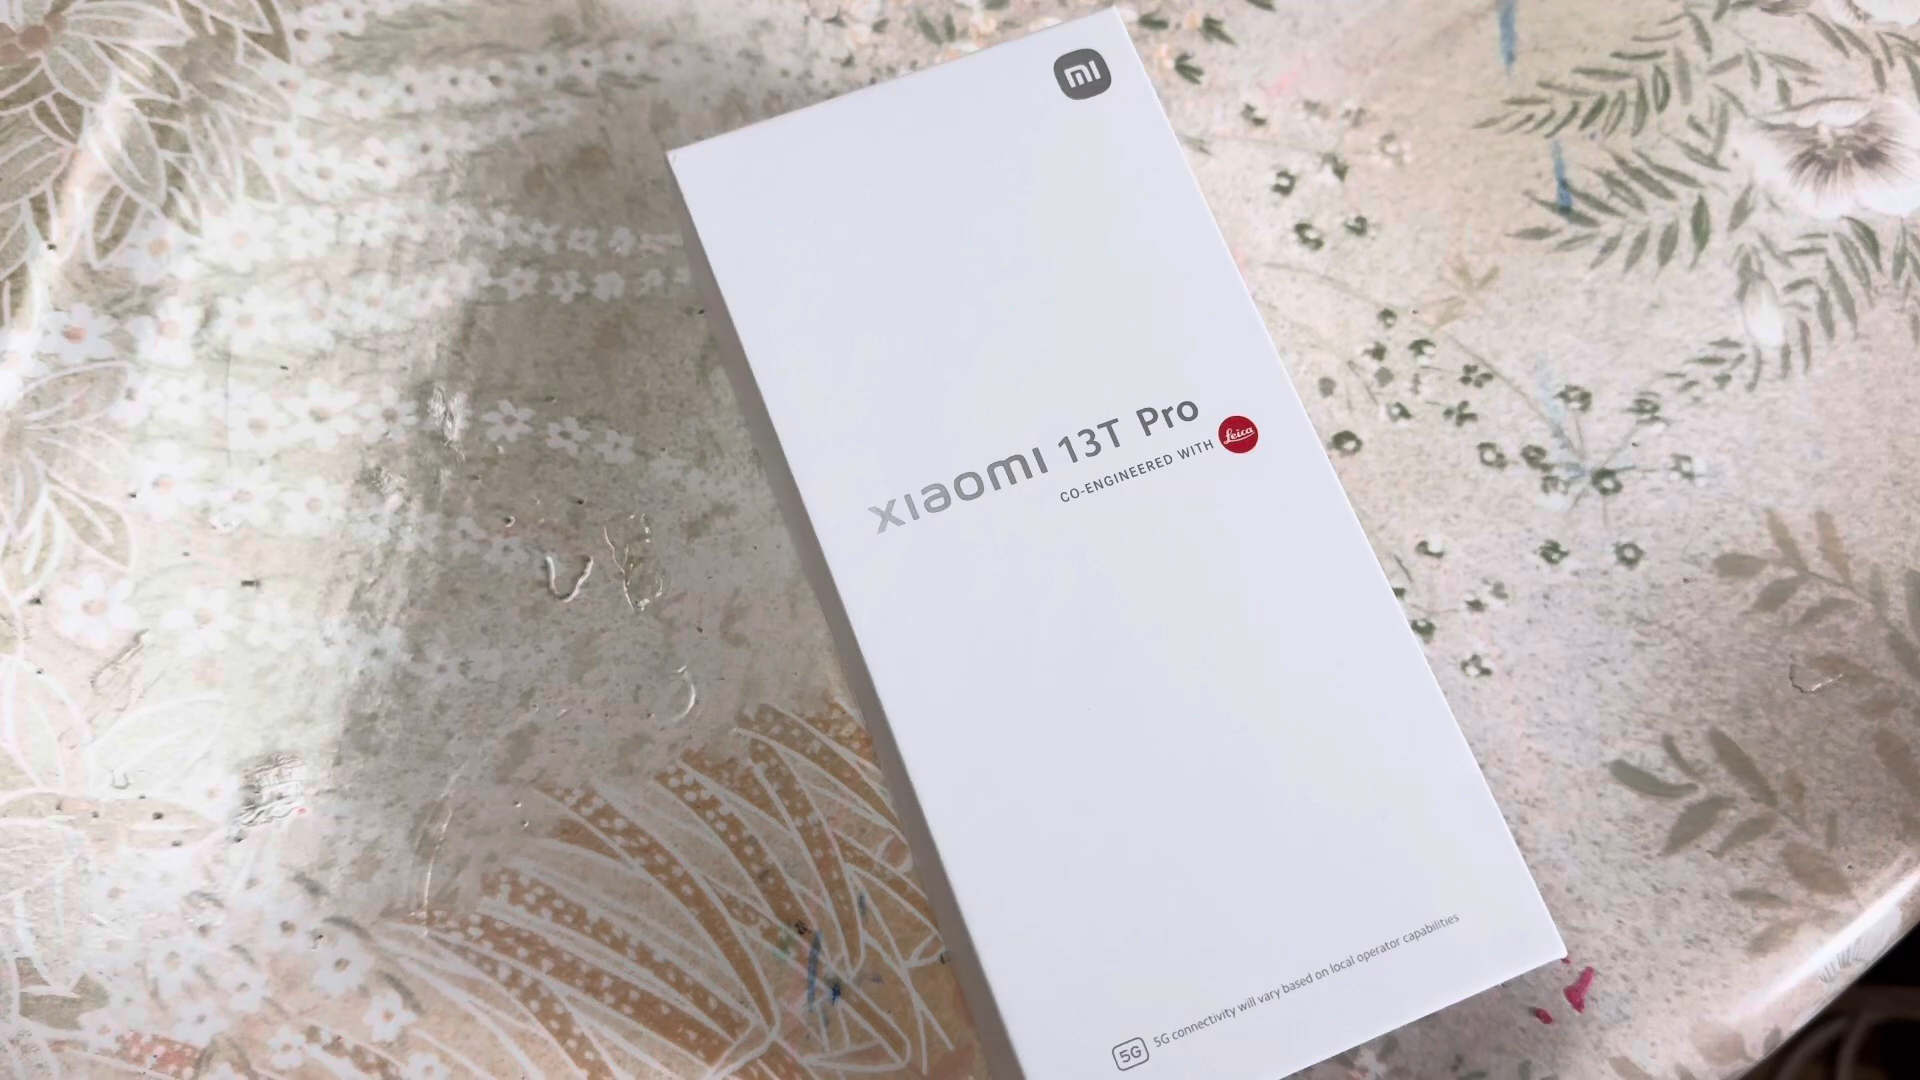 mi
xiaomi 13T Pro
CO-ENGINEERED WITH Leica
5G 5G connectivity will vary based on local operator capabilities